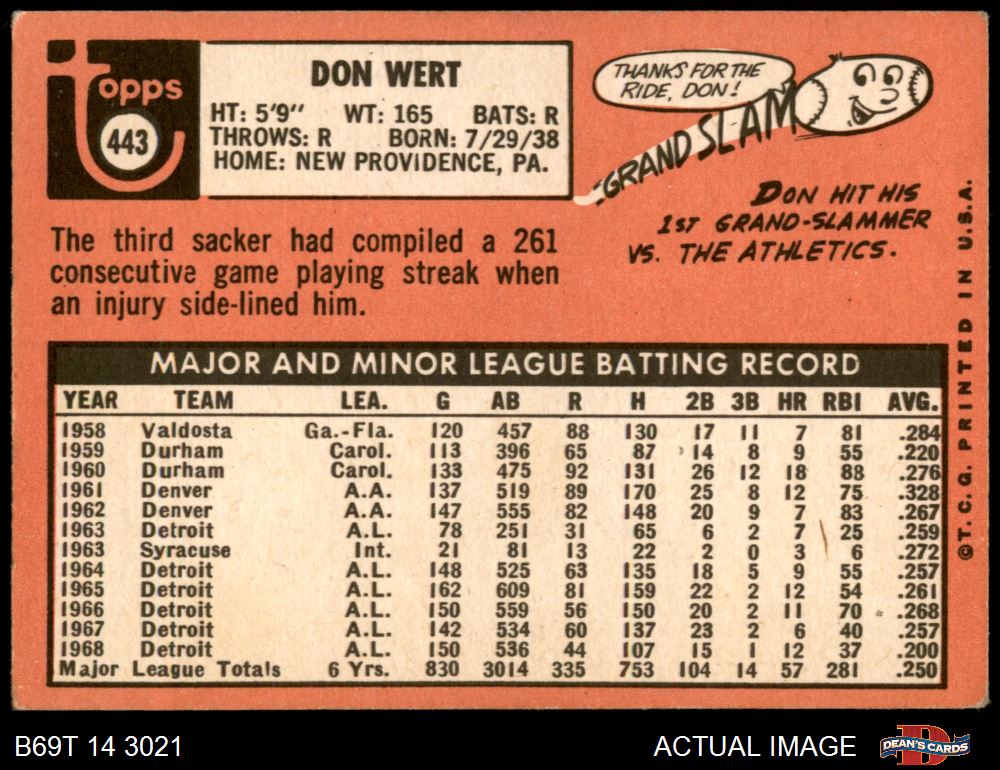 Topps
443
DON WERT
HT: 5'9" WT: 165 BATS: R
THROWS: R BORN: 7/29/38
HOME: NEW PROVIDENCE, PA.
THANKS FOR THE
RIDE, DON!
GRAND SLAM
DON HIT HIS
1ST GRAND-SLAMMER
VS. THE ATHLETICS.
The third sacker had compiled a 261
consecutive game playing streak when
an injury side-lined him.
MAJOR AND MINOR LEAGUE BATTING RECORD
YEAR TEAM LEA. G AB R H 2B 3B HR RBI AVG.
1958 Valdosta Ga.-Fla. 120 457 88 130 17 11 7 81 .284
1959 Durham Carol. 113 396 65 87 14 8 9 55 .220
1960 Durham Carol. 133 475 92 131 26 12 18 88 .276
1961 Denver A.A. 137 519 89 170 25 8 12 75 .328
1962 Denver A.A. 147 555 82 148 20 9 7 83 .267
1963 Detroit A.L. 78 251 31 65 6 2 7 25 .259
1963 Syracuse Int. 21 81 13 22 2 0 3 6 .272
1964 Detroit A.L. 148 525 63 135 18 5 9 55 .257
1965 Detroit A.L. 162 609 81 159 22 2 12 54 .261
1966 Detroit A.L. 150 559 56 150 20 2 11 70 .268
1967 Detroit A.L. 142 534 60 137 23 2 6 40 .257
1968 Detroit A.L. 150 536 44 107 15 1 12 37 .200
Major League Totals 6 Yrs. 830 3014 335 753 104 14 57 281 .250
©T.C.G. PRINTED IN U.S.A.
B69T 14 3021
ACTUAL IMAGE
D
DEAN'S CARDS